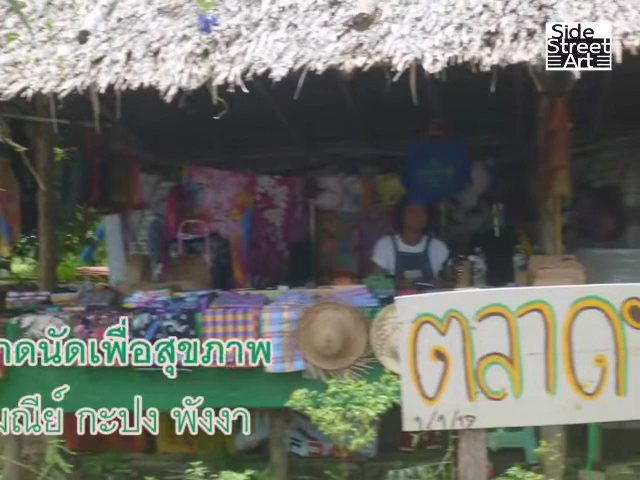 Side
Street
Art
าดนัดเพื่อสุขภาพ
มณีย์ กะปง พังงา
ตลาด